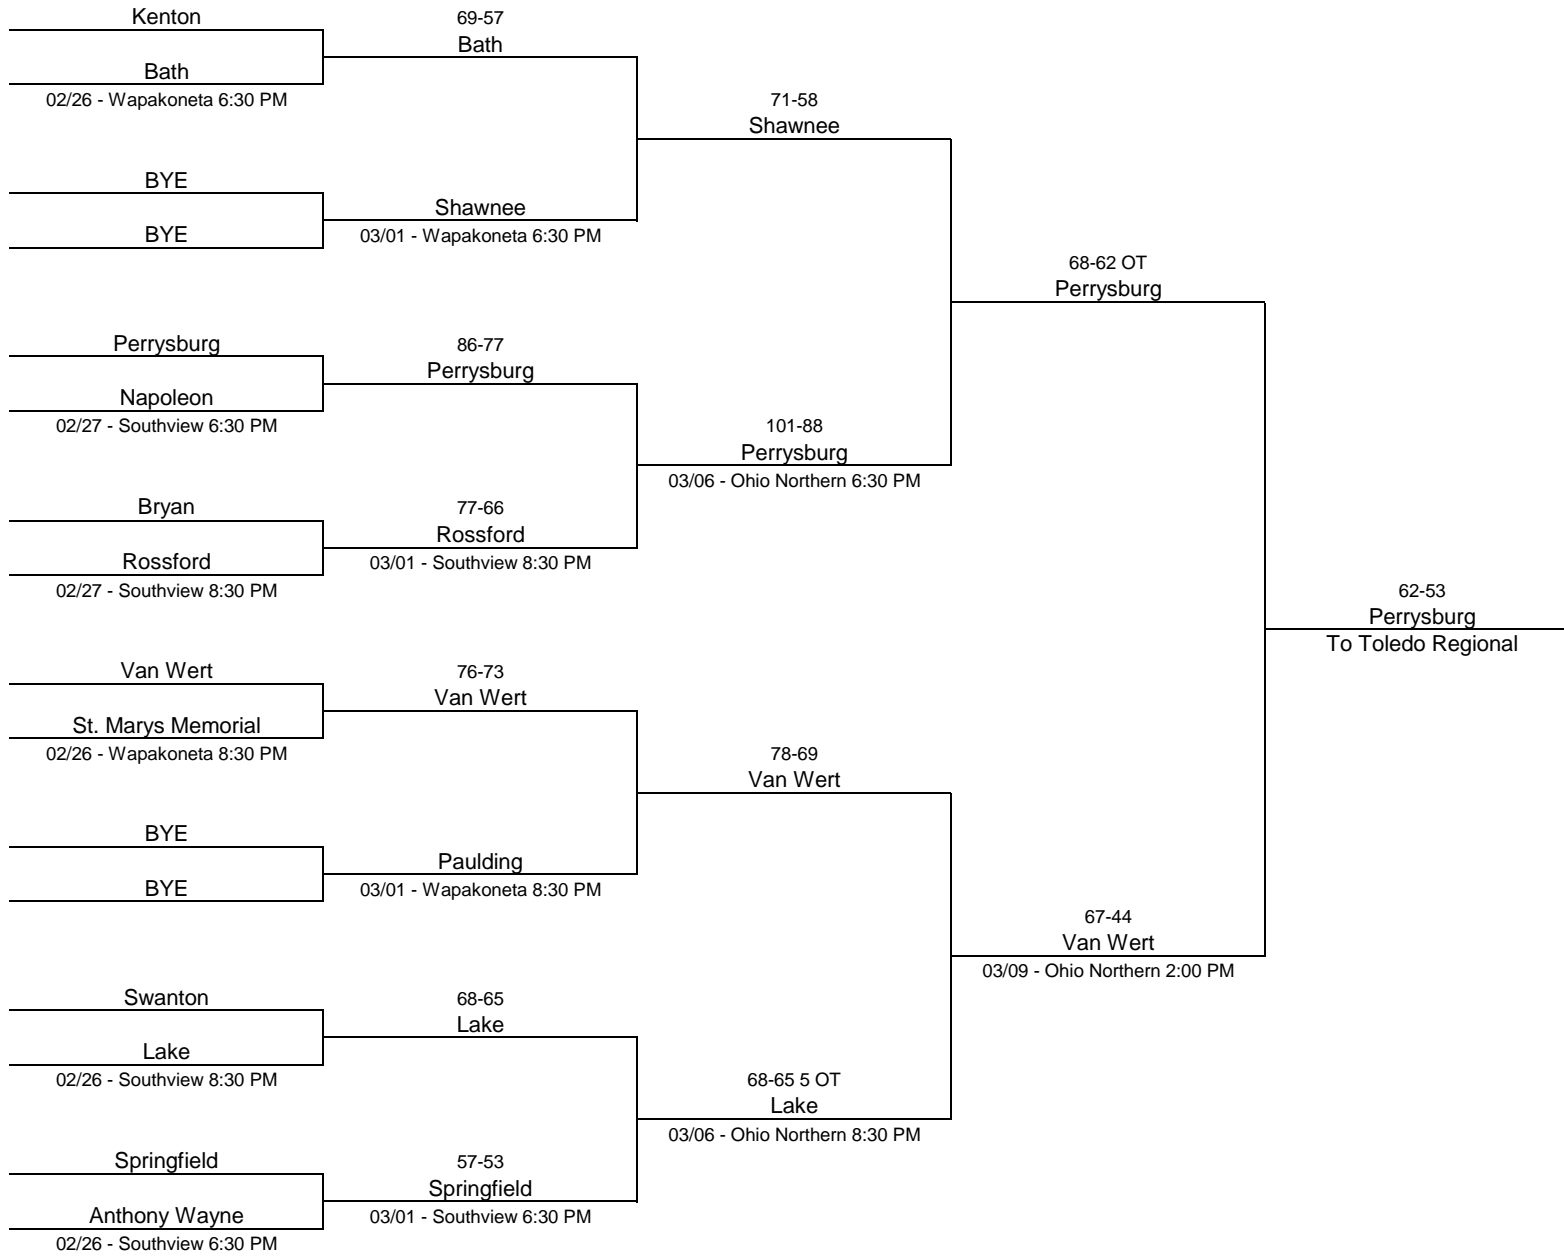 Kenton
Bath
02/26 - Wapakoneta 6:30 PM
BYE
BYE
Perrysburg
Napoleon
02/27 - Southview 6:30 PM
Bryan
Rossford
02/27 - Southview 8:30 PM
Van Wert
St. Marys Memorial
02/26 - Wapakoneta 8:30 PM
BYE
BYE
Swanton
Lake
02/26 - Southview 8:30 PM
Springfield
Anthony Wayne
02/26 - Southview 6:30 PM
69-57
Bath
Shawnee
03/01 - Wapakoneta 6:30 PM
86-77
Perrysburg
77-66
Rossford
03/01 - Southview 8:30 PM
76-73
Van Wert
Paulding
03/01 - Wapakoneta 8:30 PM
68-65
Lake
57-53
Springfield
03/01 - Southview 6:30 PM
71-58
Shawnee
101-88
Perrysburg
03/06 - Ohio Northern 6:30 PM
78-69
Van Wert
68-65 5 OT
Lake
03/06 - Ohio Northern 8:30 PM
68-62 OT
Perrysburg
67-44
Van Wert
03/09 - Ohio Northern 2:00 PM
62-53
Perrysburg
To Toledo Regional